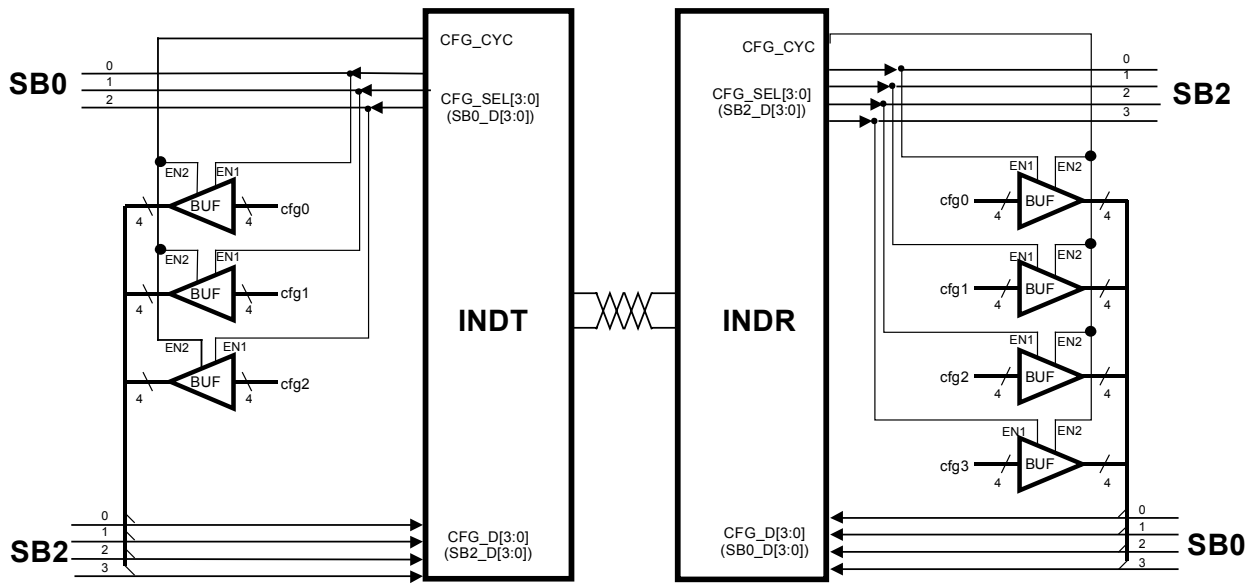 CFG_CYC
SB0
0
1
2
CFG_SEL[3:0]
(SB0_D[3:0])
EN2
EN1
BUF
4
4
cfg0
EN2
EN1
BUF
4
4
cfg1
EN2
EN1
BUF
4
4
cfg2
SB2
0
1
2
3
CFG_D[3:0]
(SB2_D[3:0])
INDT
INDR
CFG_CYC
CFG_SEL[3:0]
(SB2_D[3:0])
0
1
2
3
SB2
EN1
EN2
cfg0
BUF
4
4
EN1
EN2
cfg1
BUF
4
4
EN1
EN2
cfg2
BUF
4
4
EN1
EN2
cfg3
BUF
4
4
CFG_D[3:0]
(SB0_D[3:0])
0
1
2
3
SB0